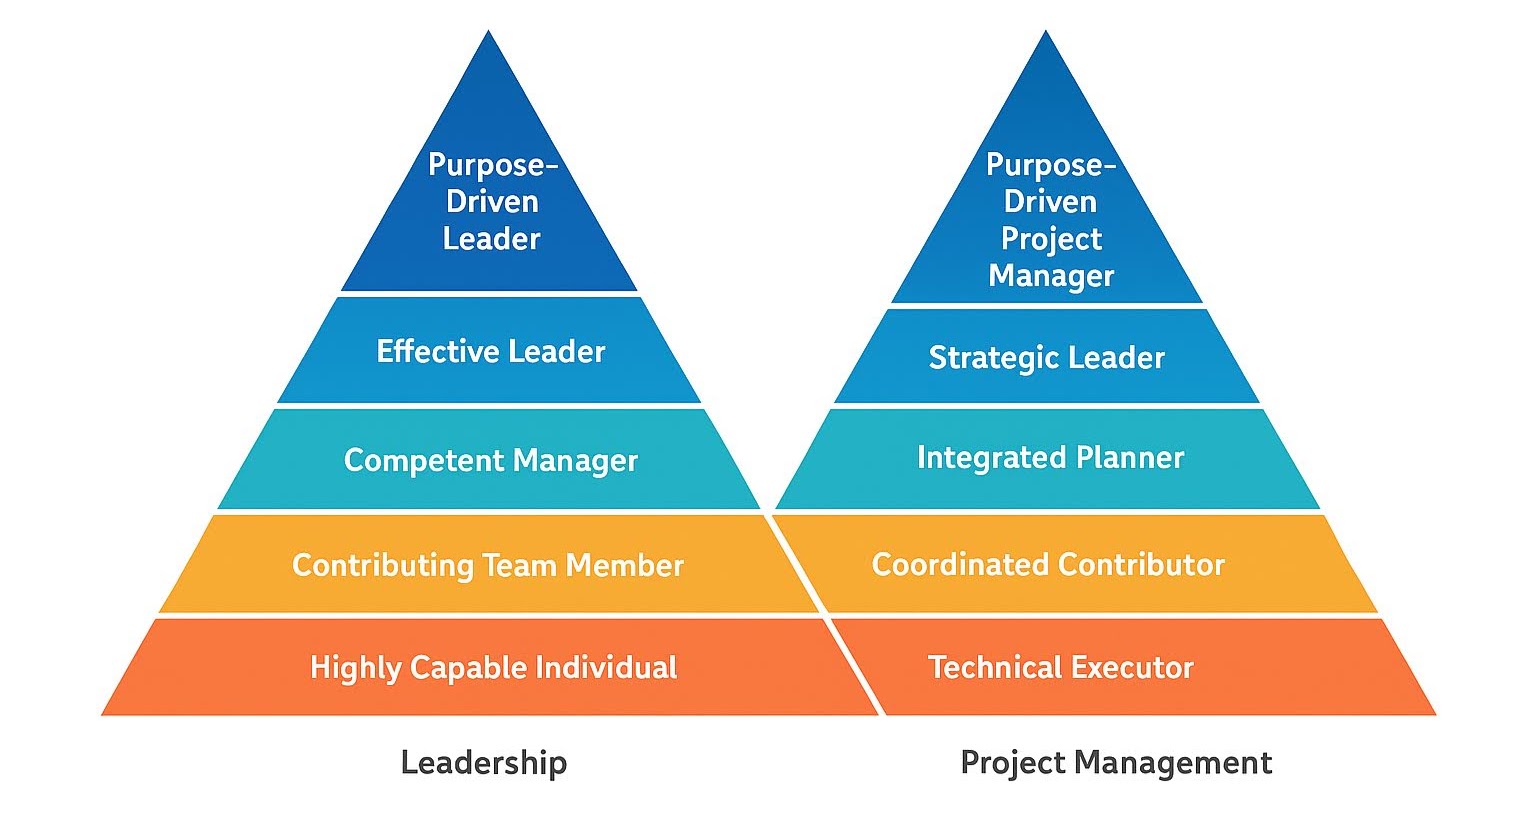 Purpose-
Driven
Leader
Effective Leader
Competent Manager
Contributing Team Member
Highly Capable Individual
Leadership
Purpose-
Driven
Project
Manager
Strategic Leader
Integrated Planner
Coordinated Contributor
Technical Executor
Project Management